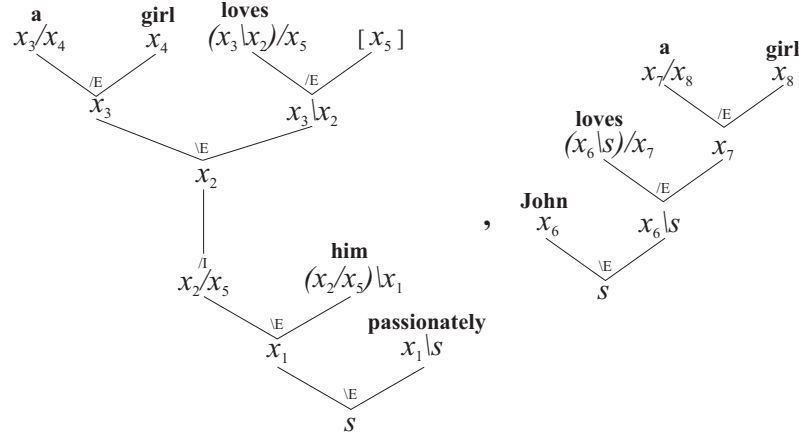 a girl loves
x₃/x₄ x₄ (x₃\x₂)/x₅ [ x₅ ]
/E /E
x₃ x₃\x₂
\E
x₂
/I
him
x₂/x₅ (x₂/x₅)\x₁
\E
passionately
x₁ x₁\s
\E
s
,
a girl
x₇/x₈ x₈
/E
loves
(x₆\s)/x₇ x₇
/E
John
x₆ x₆\s
\E
s